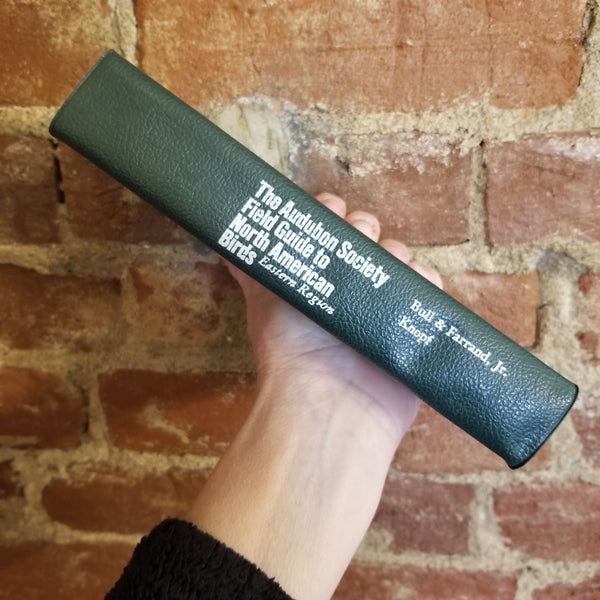 The Audubon Society
Field Guide to
North American
Birds Eastern Region
Bull & Farrand, Jr.
Knopf